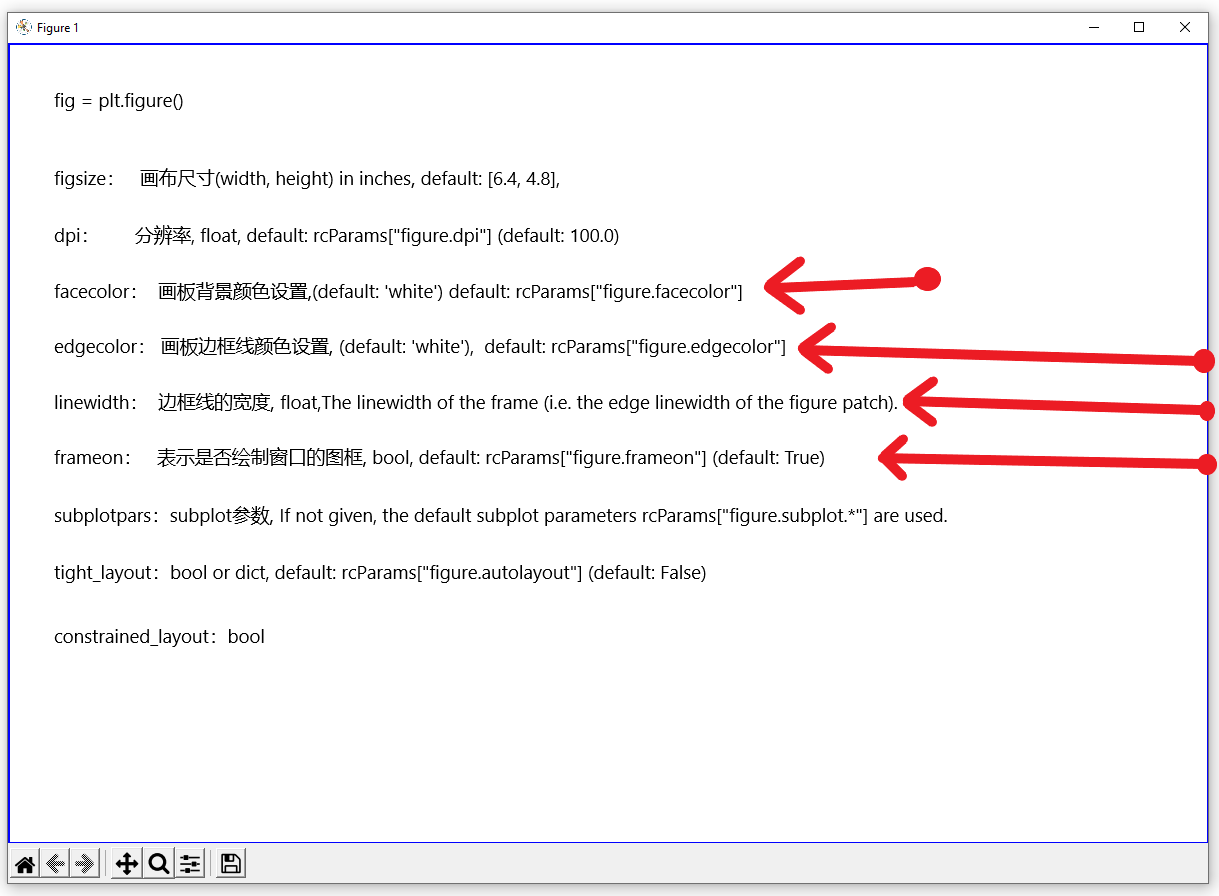 Figure 1
fig = plt.figure()
figsize： 画布尺寸(width, height) in inches, default: [6.4, 4.8],
dpi： 分辨率, float, default: rcParams["figure.dpi"] (default: 100.0)
facecolor： 画板背景颜色设置,(default: 'white') default: rcParams["figure.facecolor"]
edgecolor： 画板边框线颜色设置, (default: 'white'), default: rcParams["figure.edgecolor"]
linewidth： 边框线的宽度, float,The linewidth of the frame (i.e. the edge linewidth of the figure patch).
frameon： 表示是否绘制窗口的图框, bool, default: rcParams["figure.frameon"] (default: True)
subplotpars：subplot参数, If not given, the default subplot parameters rcParams["figure.subplot.*"] are used.
tight_layout：bool or dict, default: rcParams["figure.autolayout"] (default: False)
constrained_layout：bool